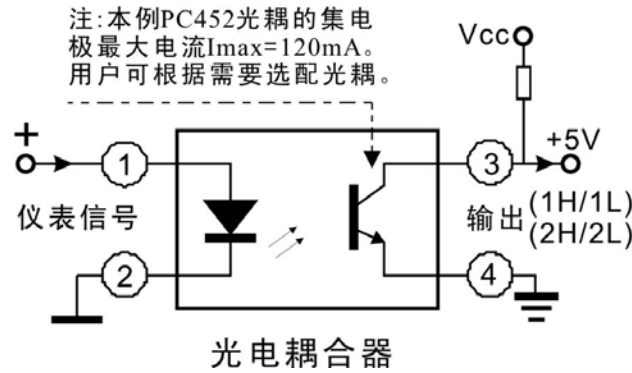 注:本例PC452光耦的集电
极最大电流Imax=120mA。
用户可根据需要选配光耦。
Vcc
+
1
3
+5V
仪表信号
输出(1H/1L)
(2H/2L)
2
4
光电耦合器